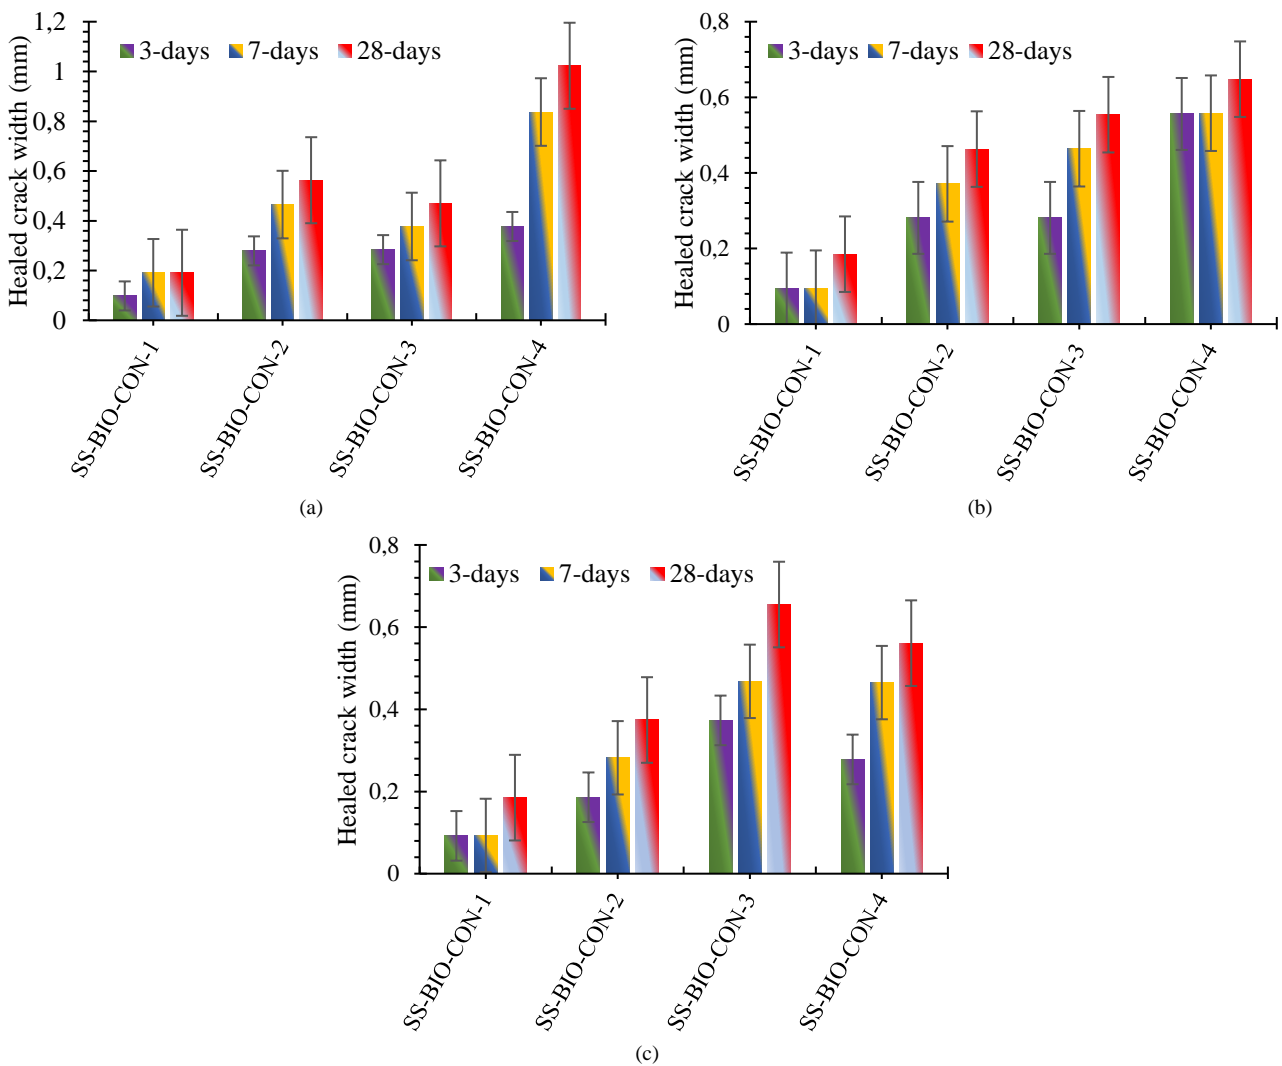 Healed crack width (mm)
1,2
1
0,8
0,6
0,4
0,2
0
3-days 7-days 28-days
SS-BIO-CON-1
SS-BIO-CON-2
SS-BIO-CON-3
SS-BIO-CON-4
(a)
Healed crack width (mm)
0,8
0,6
0,4
0,2
0
3-days 7-days 28-days
SS-BIO-CON-1
SS-BIO-CON-2
SS-BIO-CON-3
SS-BIO-CON-4
(b)
Healed crack width (mm)
0,8
0,6
0,4
0,2
0
3-days 7-days 28-days
SS-BIO-CON-1
SS-BIO-CON-2
SS-BIO-CON-3
SS-BIO-CON-4
(c)